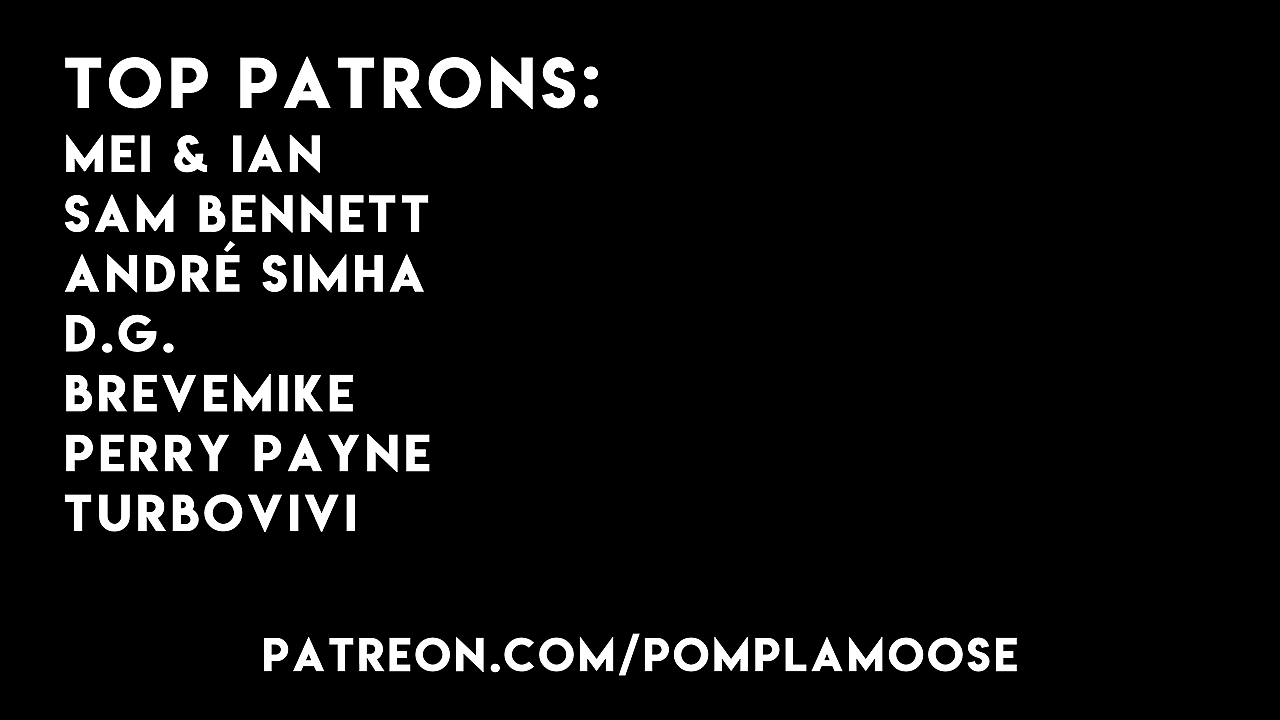 TOP PATRONS:
MEI & IAN
SAM BENNETT
ANDRÉ SIMHA
D.G.
BREVEMIKE
PERRY PAYNE
TURBOVIVI
PATREON.COM/POMPLAMOOSE